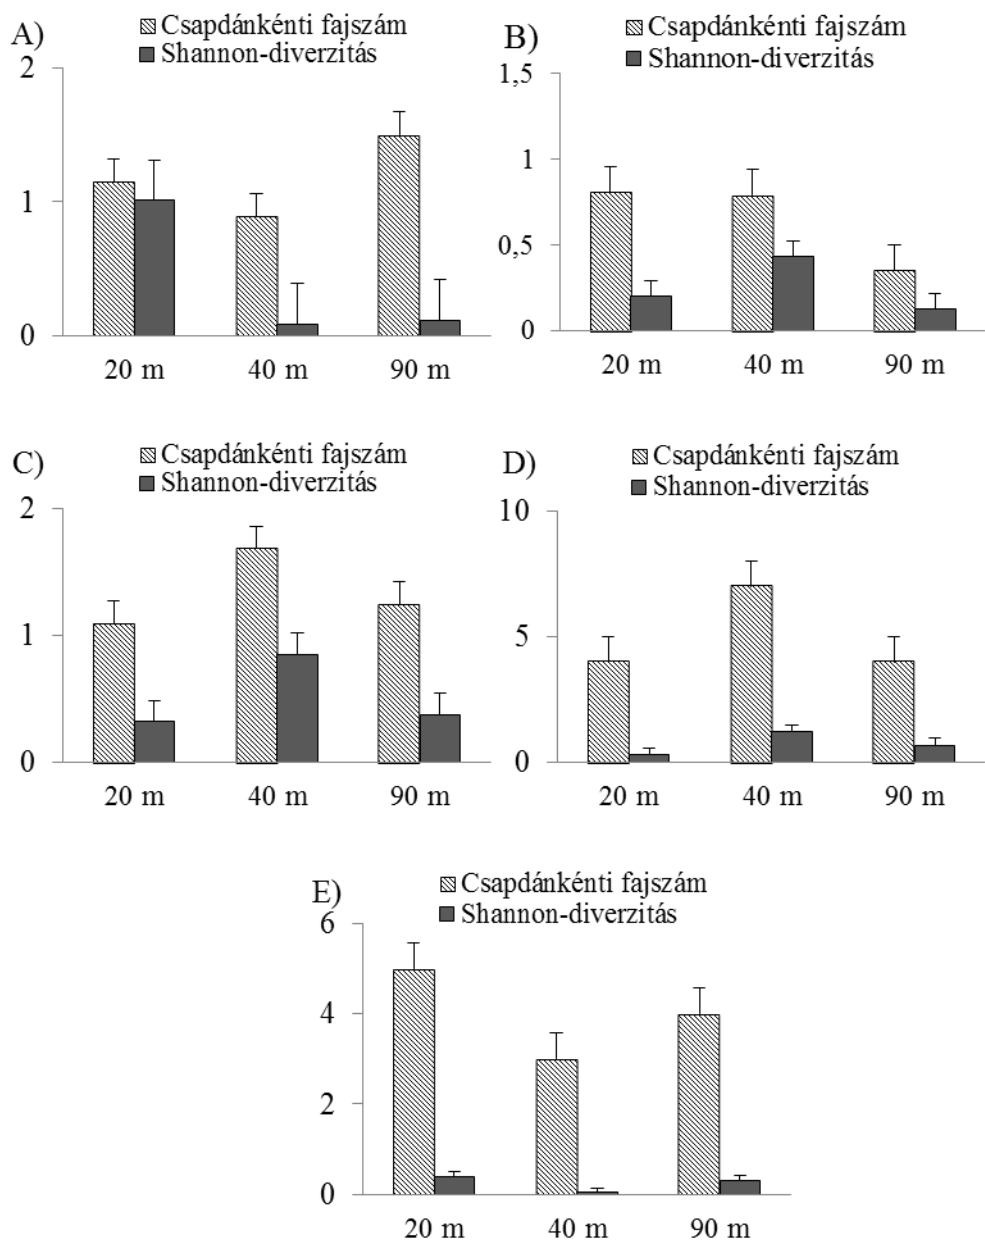 A)
Csapdánkénti fajszám
Shannon-diverzitás
2
1
0
20 m 40 m 90 m
B)
Csapdánkénti fajszám
Shannon-diverzitás
1,5
1
0,5
0
20 m 40 m 90 m
C)
Csapdánkénti fajszám
Shannon-diverzitás
2
1
0
20 m 40 m 90 m
D)
Csapdánkénti fajszám
Shannon-diverzitás
10
5
0
20 m 40 m 90 m
E)
Csapdánkénti fajszám
Shannon-diverzitás
6
4
2
0
20 m 40 m 90 m